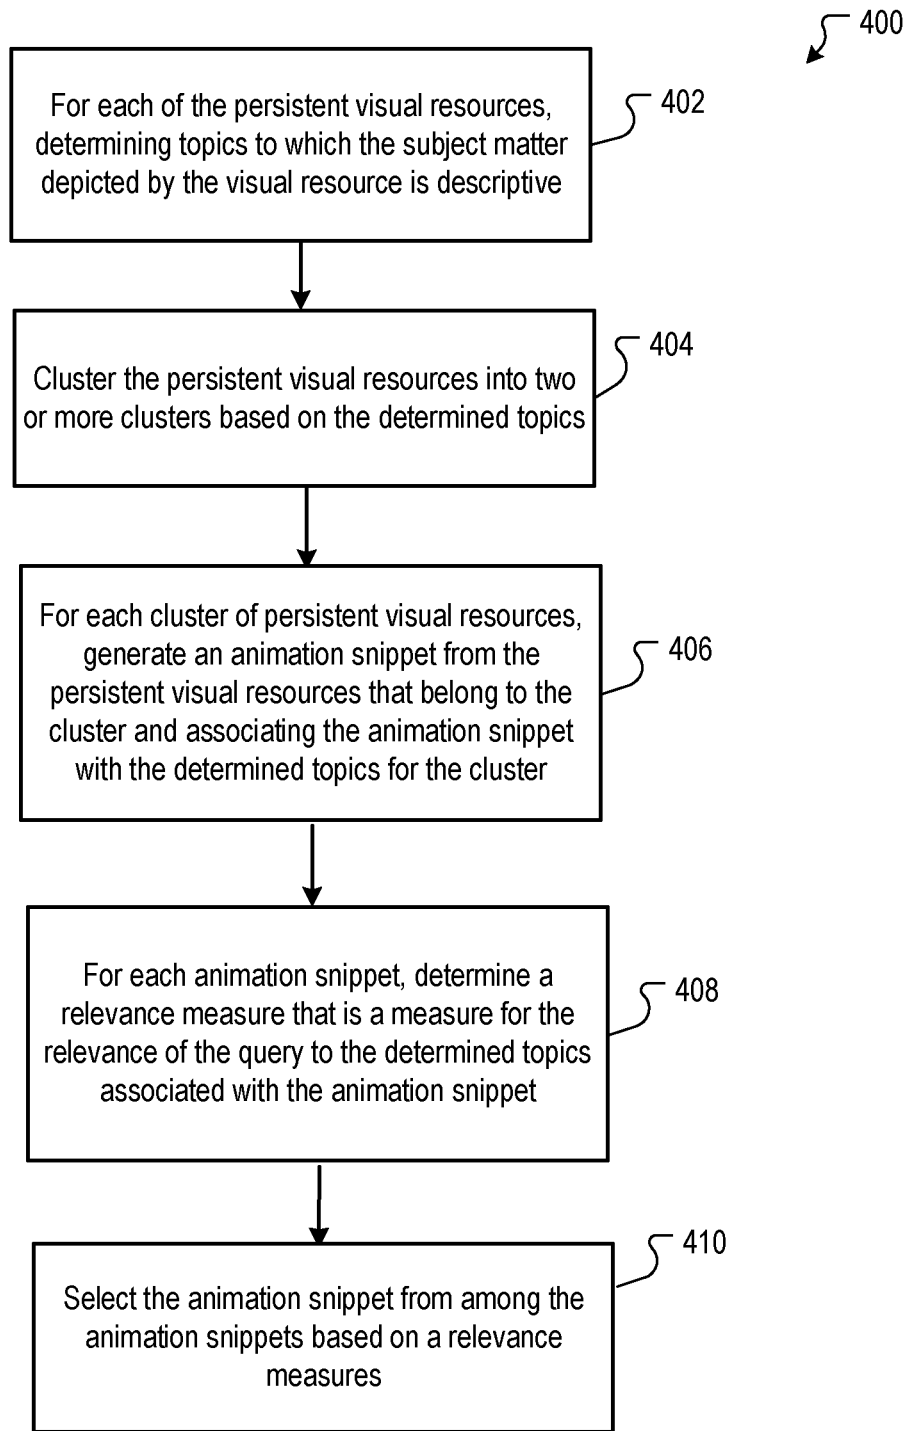 400
For each of the persistent visual resources,
determining topics to which the subject matter
depicted by the visual resource is descriptive
402
Cluster the persistent visual resources into two
or more clusters based on the determined topics
404
For each cluster of persistent visual resources,
generate an animation snippet from the
persistent visual resources that belong to the
cluster and associating the animation snippet
with the determined topics for the cluster
406
For each animation snippet, determine a
relevance measure that is a measure for the
relevance of the query to the determined topics
associated with the animation snippet
408
Select the animation snippet from among the
animation snippets based on a relevance
measures
410